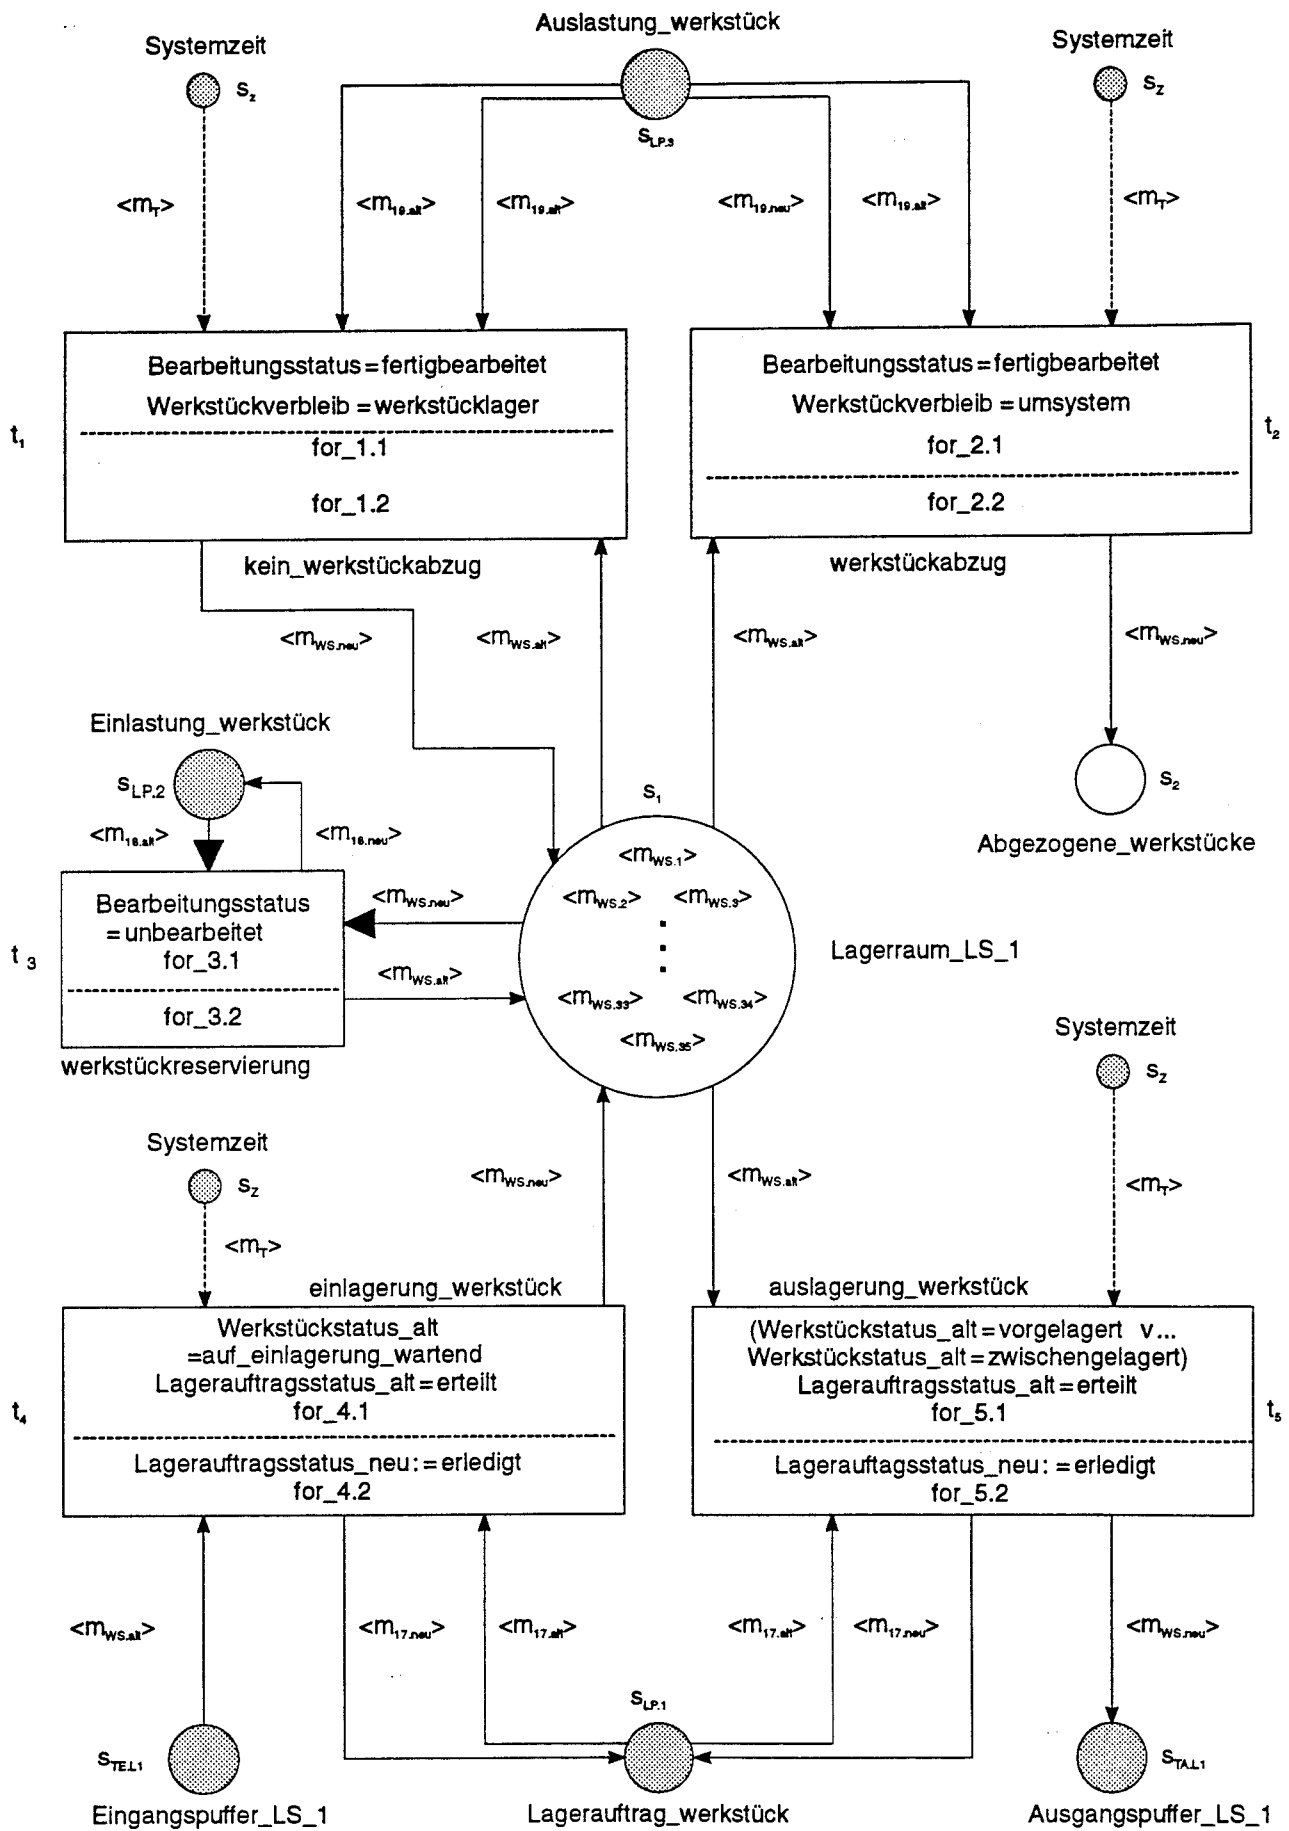 Auslastung_werkstück
Systemzeit
Systemzeit
s_z
s_z
s_LP.3
<m_T>
<m_19.alt>
<m_19.alt>
<m_19.neu>
<m_19.alt>
<m_T>
t_1
Bearbeitungsstatus=fertigbearbeitet
Werkstückverbleib=werkstücklager
for_1.1
for_1.2
kein_werkstückabzug
Bearbeitungsstatus=fertigbearbeitet
Werkstückverbleib=umsystem
for_2.1
for_2.2
t_2
werkstückabzug
<m_WS.neu>
<m_WS.alt>
<m_WS.alt>
<m_WS.neu>
Einlastung_werkstück
s_LP.2
<m_16.alt>
<m_16.neu>
s_1
s_2
Abgezogene_werkstücke
t_3
Bearbeitungsstatus
=unbearbeitet
for_3.1
for_3.2
werkstückreservierung
<m_WS.neu>
<m_WS.alt>
<m_WS.1>
<m_WS.2>
<m_WS.3>
<m_WS.33>
<m_WS.34>
<m_WS.35>
Lagerraum_LS_1
Systemzeit
s_z
Systemzeit
s_z
<m_T>
<m_WS.neu>
<m_WS.alt>
<m_T>
einlagerung_werkstück
auslagerung_werkstück
t_4
Werkstückstatus_alt
=auf_einlagerung_wartend
Lagerauftragsstatus_alt=erteilt
for_4.1
Lagerauftragsstatus_neu:=erledigt
for_4.2
(Werkstückstatus_alt=vorgelagert v...
Werkstückstatus_alt=zwischengelagert)
Lagerauftragsstatus_alt=erteilt
for_5.1
Lagerauftagsstatus_neu:=erledigt
for_5.2
t_5
<m_WS.alt>
<m_17.neu>
<m_17.alt>
<m_17.alt>
<m_17.neu>
<m_WS.neu>
s_TE.L1
s_LP.1
s_TA.L1
Eingangspuffer_LS_1
Lagerauftrag_werkstück
Ausgangspuffer_LS_1